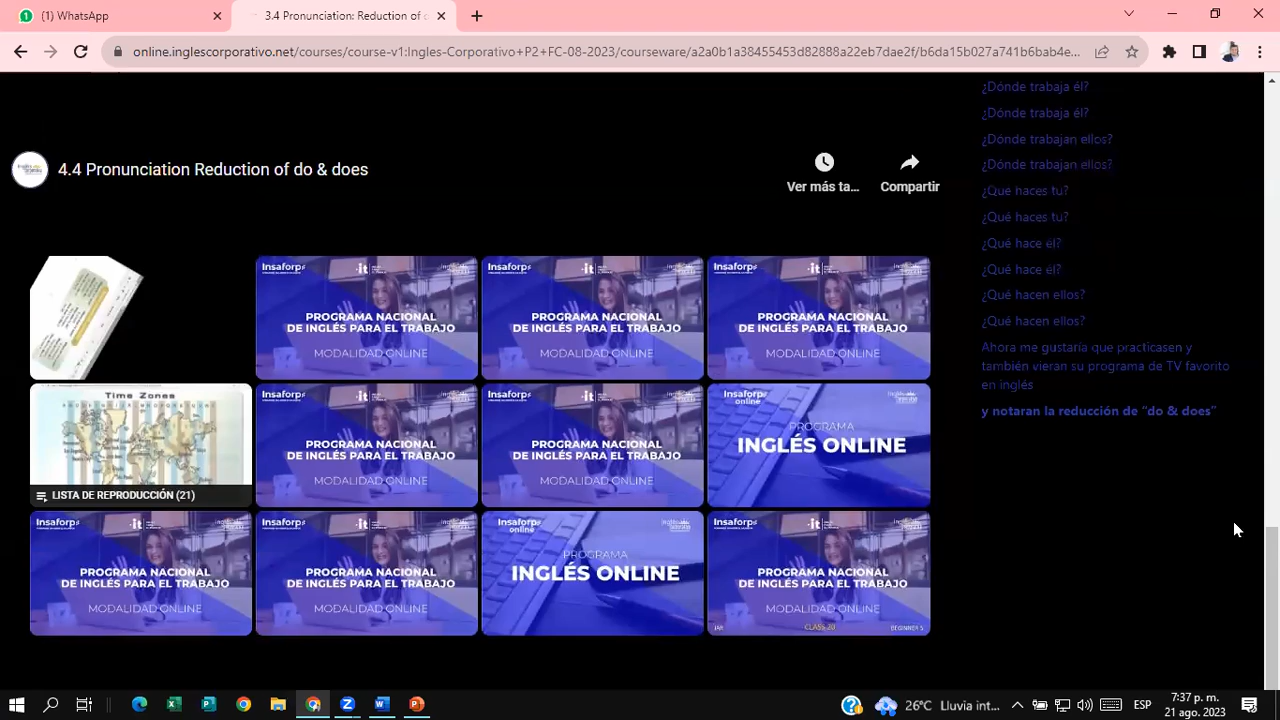 (1) WhatsApp
3.4 Pronunciation: Reduction of do
online.inglescorporativo.net/courses/course-v1:Ingles-Corporativo+P2+FC-08-2023/courseware/a2a0b1a38455453d82888a22eb7dae2f/b6da15b027a741b6bab4e...
4.4 Pronunciation Reduction of do & does
Ver más ta...
Compartir
¿Dónde trabaja él?
¿Dónde trabaja él?
¿Dónde trabajan ellos?
¿Dónde trabajan ellos?
¿Qué haces tu?
¿Qué haces tu?
¿Qué hace él?
¿Qué hace él?
¿Qué hacen ellos?
¿Qué hacen ellos?
Ahora me gustaría que practicasen y
también vieran su programa de TV favorito
en inglés
y notaran la reducción de “do & does”
Insaforp
PROGRAMA NACIONAL
DE INGLÉS PARA EL TRABAJO
MODALIDAD ONLINE
Insaforp
PROGRAMA NACIONAL
DE INGLÉS PARA EL TRABAJO
MODALIDAD ONLINE
Insaforp
PROGRAMA NACIONAL
DE INGLÉS PARA EL TRABAJO
MODALIDAD ONLINE
Time Zones
LISTA DE REPRODUCCIÓN (21)
Insaforp
PROGRAMA NACIONAL
DE INGLÉS PARA EL TRABAJO
MODALIDAD ONLINE
Insaforp
PROGRAMA NACIONAL
DE INGLÉS PARA EL TRABAJO
MODALIDAD ONLINE
Insaforp
online
PROGRAMA
INGLÉS ONLINE
Insaforp
PROGRAMA NACIONAL
DE INGLÉS PARA EL TRABAJO
MODALIDAD ONLINE
Insaforp
PROGRAMA NACIONAL
DE INGLÉS PARA EL TRABAJO
MODALIDAD ONLINE
Insaforp
online
PROGRAMA
INGLÉS ONLINE
Insaforp
PROGRAMA NACIONAL
DE INGLÉS PARA EL TRABAJO
MODALIDAD ONLINE
CLASS 20
BEGINNER 5
26°C Lluvia int...
ESP
7:37 p. m.
21 ago. 2023